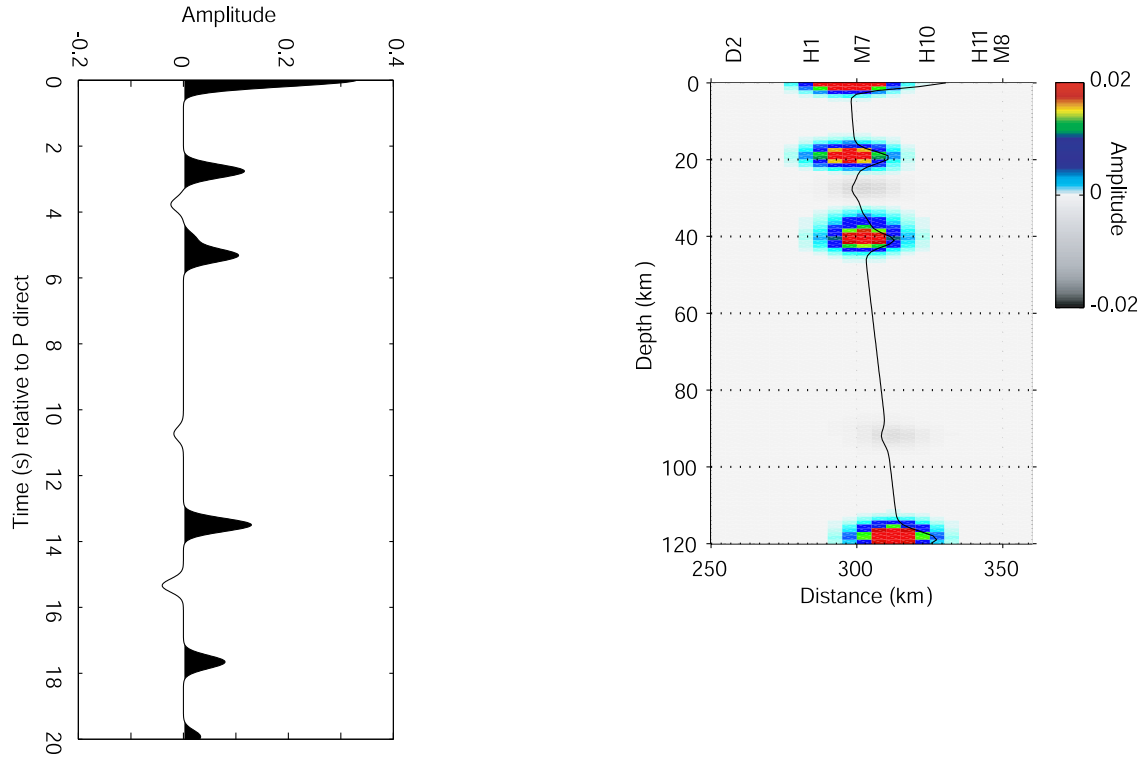 Amplitude
-0.2 0 0.2 0.4
0
2
4
6
8
10
12
14
16
18
20
Time (s) relative to P direct
D2 H1 M7 H10 H11 M8
0
20
40
60
80
100
120
Depth (km )
250 300 350
Distance (km)
0.02
0
-0.02
Amplitude